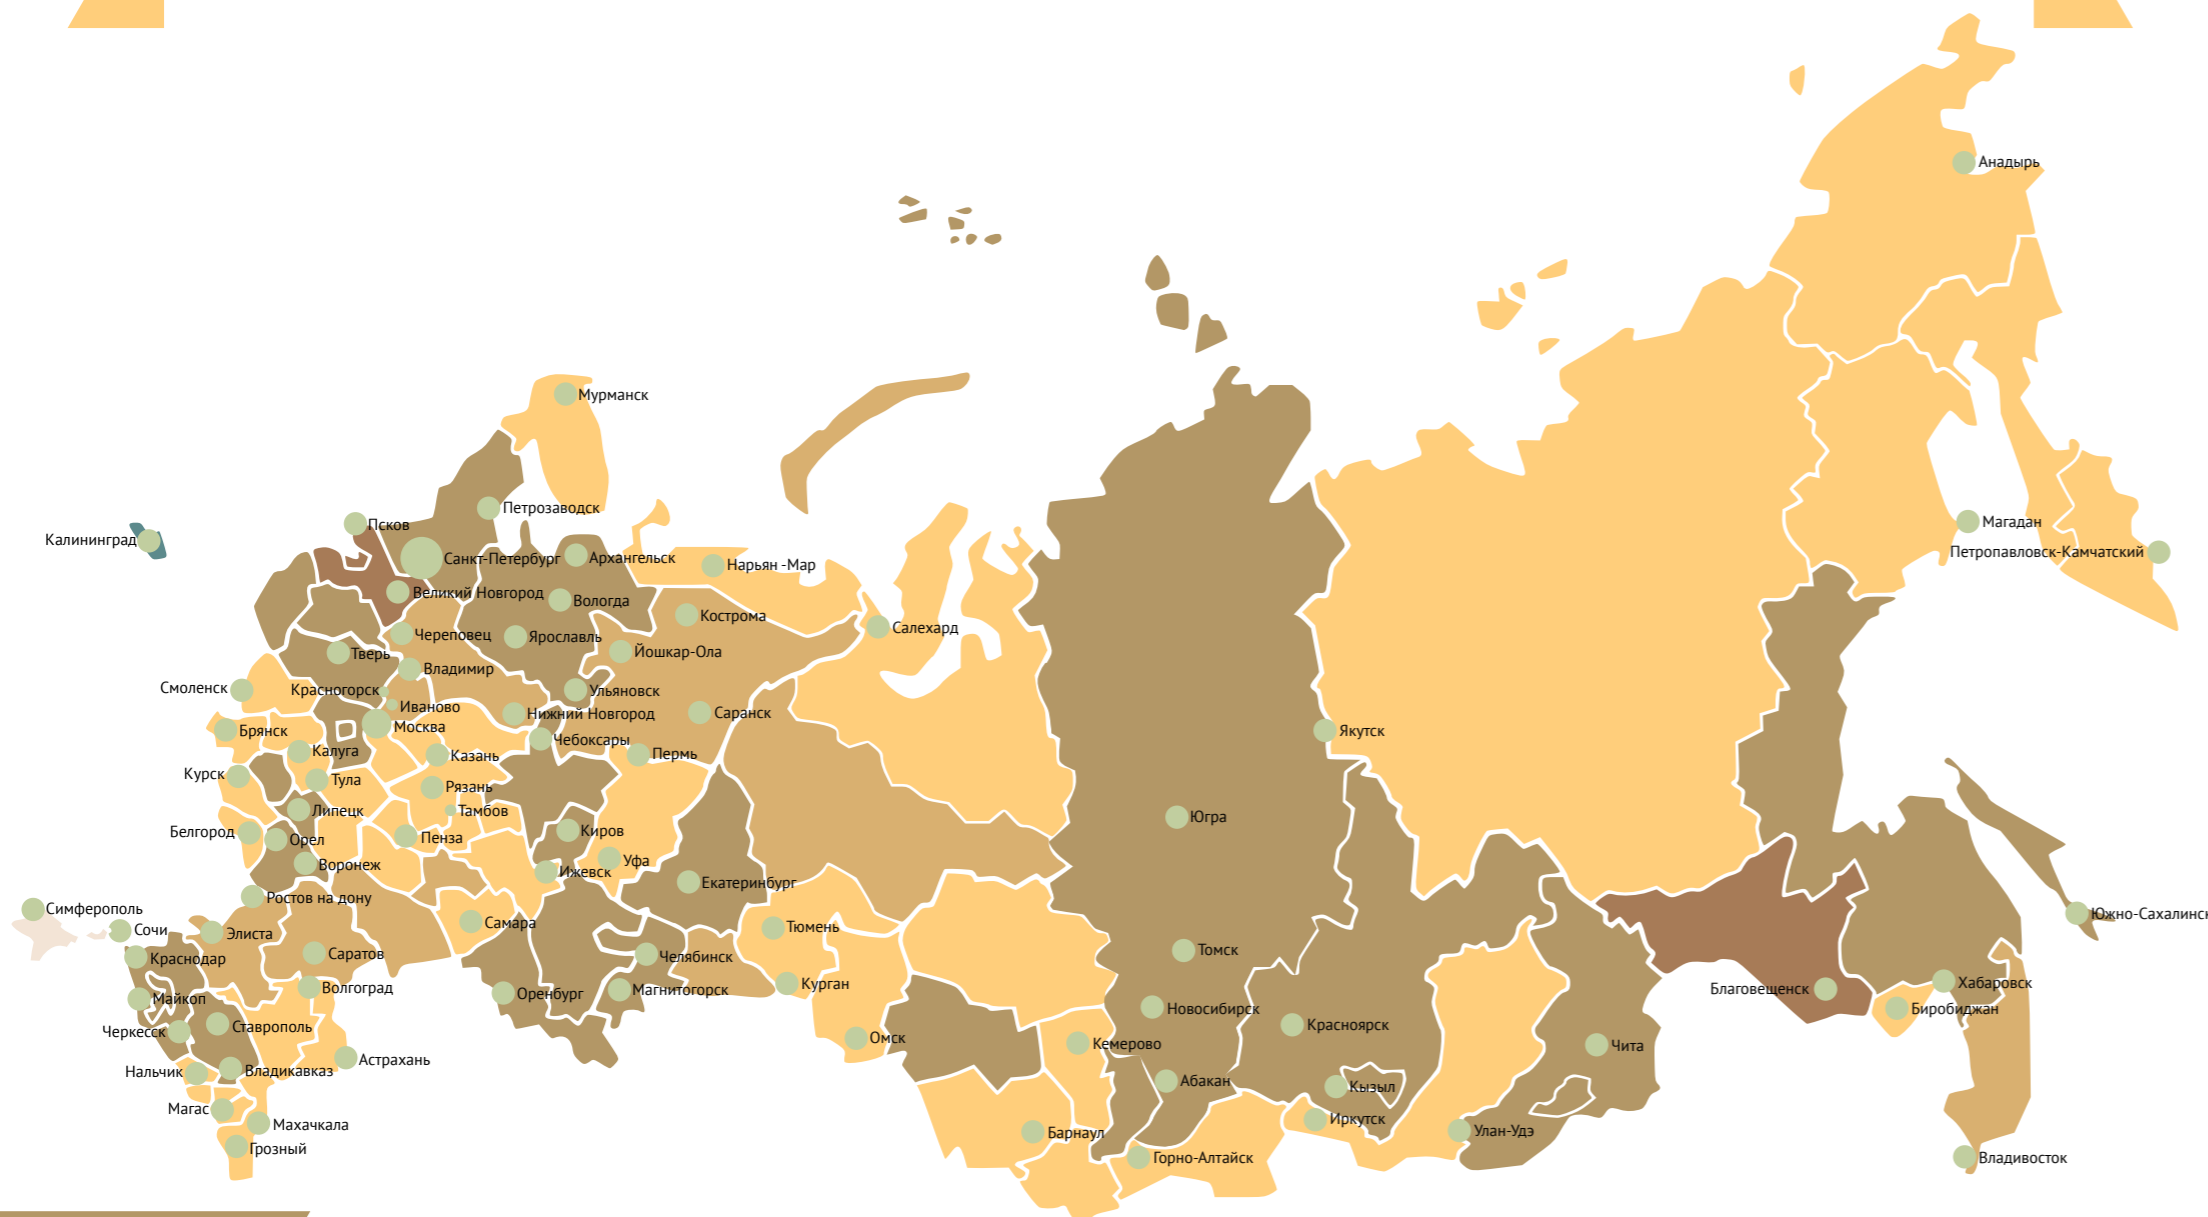 Анадырь
Мурманск
Петрозаводск
Псков
Магадан
Калининград
Петропавловск-Камчатский
Санкт-Петербург
Архангельск
Нарьян -Мар
Великий Новгород
Вологда
Кострома
Салехард
Череповец
Ярославль
Йошкар-Ола
Тверь
Владимир
Смоленск
Красногорск
Ульяновск
Иваново
Нижний Новгород
Саранск
Москва
Брянск
Якутск
Чебоксары
Калуга
Казань
Пермь
Курск
Тула
Рязань
Липецк
Тамбов
Югра
Белгород
Орел
Пенза
Киров
Воронеж
Уфа
Ижевск
Екатеринбург
Ростов на дону
Симферополь
Южно-Сахалинск
Сочи
Элиста
Самара
Тюмень
Краснодар
Саратов
Челябинск
Томск
Майкоп
Волгоград
Оренбург
Магнитогорск
Курган
Благовещенск
Хабаровск
Новосибирск
Биробиджан
Черкесск
Ставрополь
Красноярск
Омск
Кемерово
Чита
Астрахань
Нальчик
Владикавказ
Абакан
Кызыл
Магас
Махачкала
Иркутск
Барнаул
Улан-Удэ
Грозный
Горно-Алтайск
Владивосток